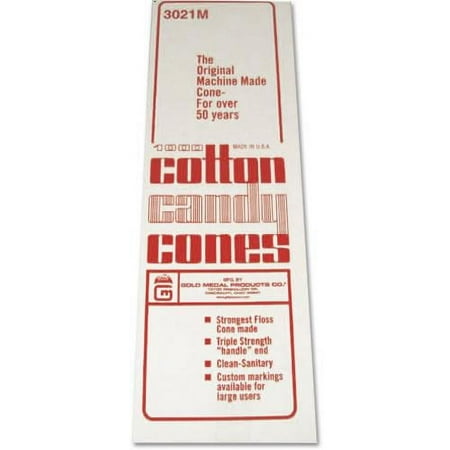 3021M
The
Original
Machine Made
Cone-
For over
50 years
1000 MADE IN U.S.A.
cotton
candy
cones
MFG. BY
GOLD MEDAL PRODUCTS CO.
CINCINNATI, OHIO
Strongest Floss
Cone made
Triple Strength
"handle" end
Clean-Sanitary
Custom markings
available for
large users